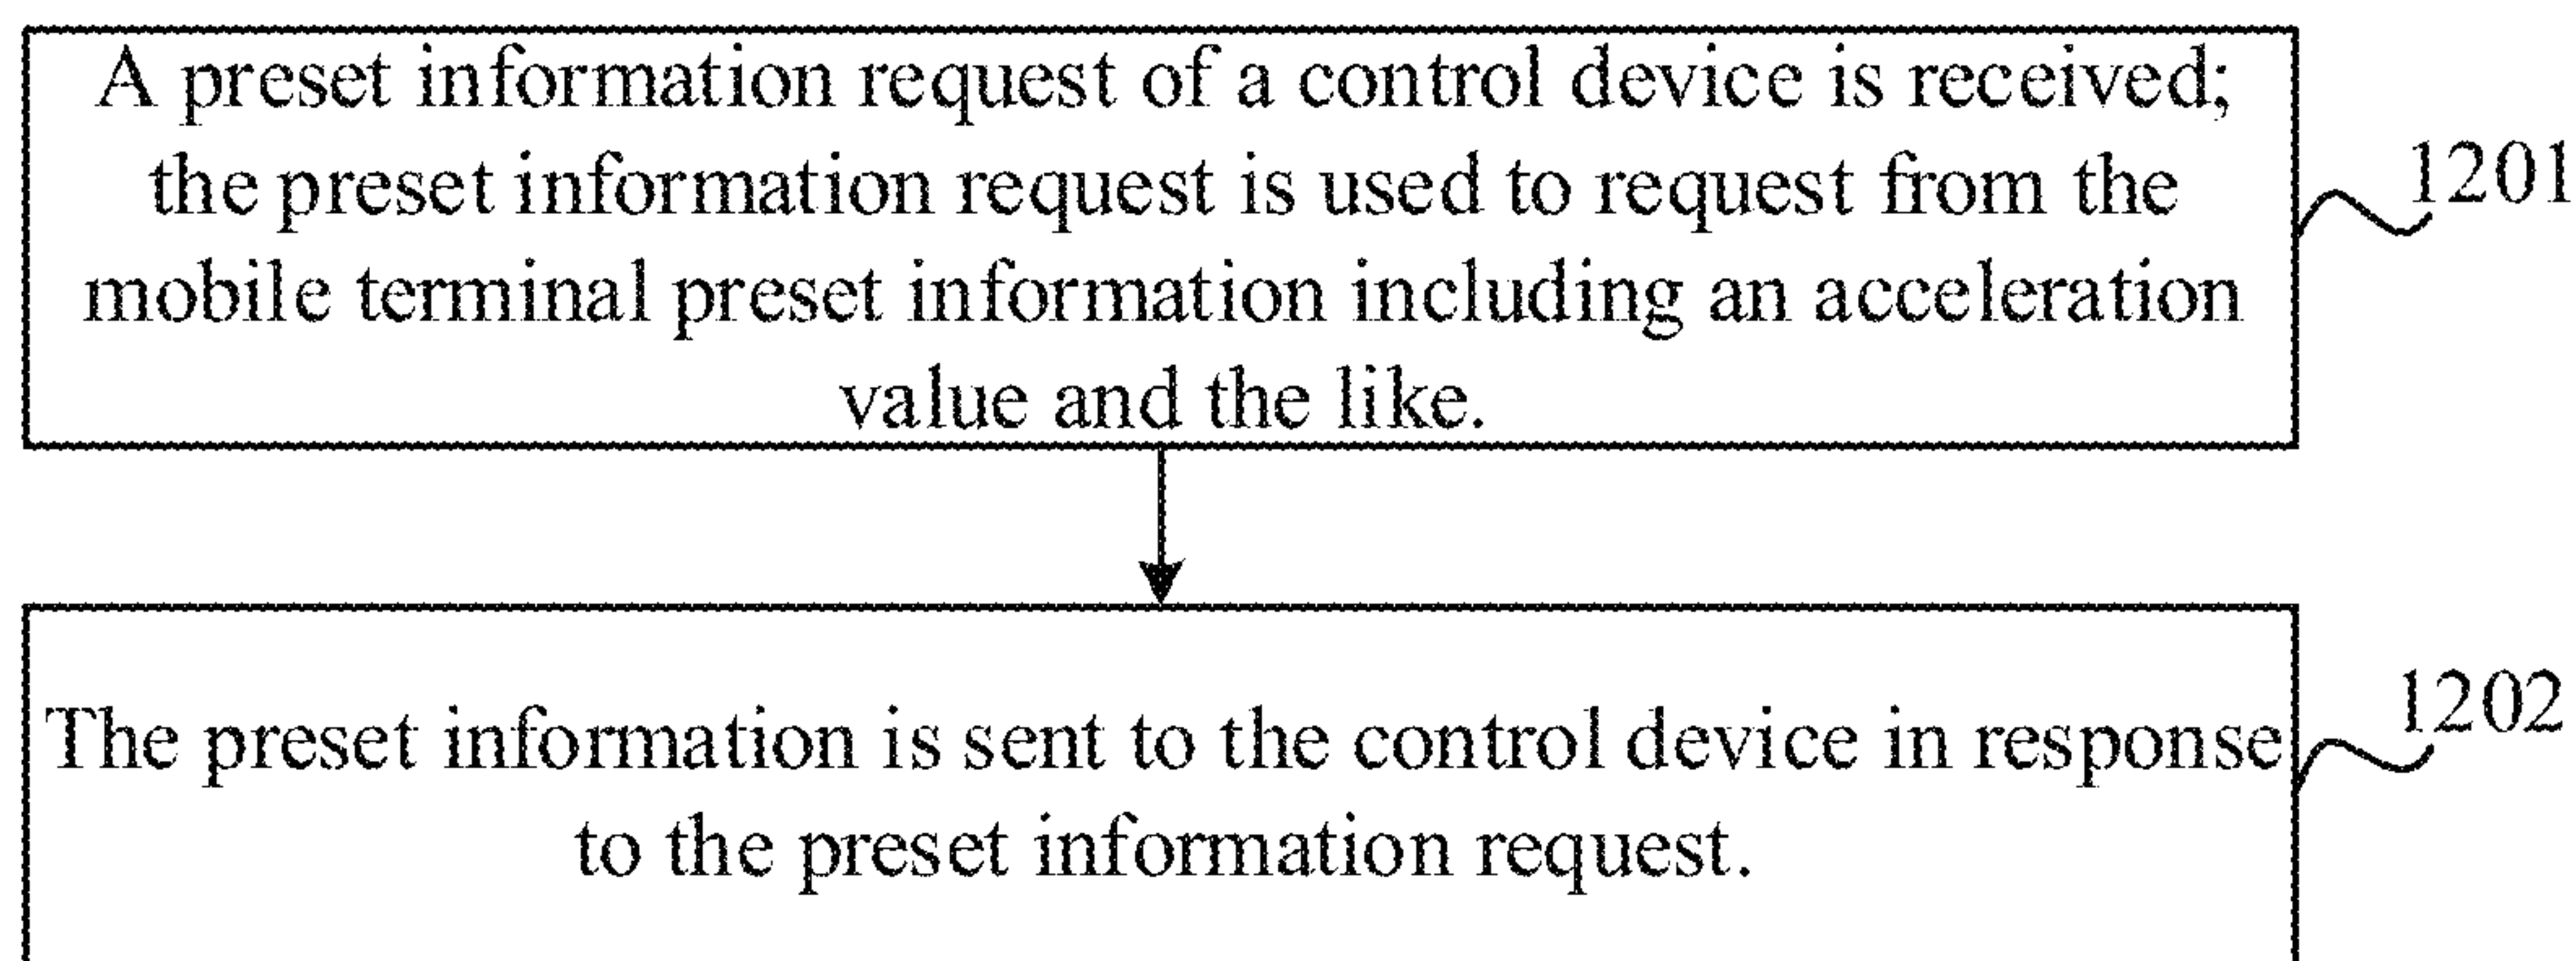 A preset information request of a control device is received;
the preset information request is used to request from the
mobile terminal preset information including an acceleration
value and the like.
1201
The preset information is sent to the control device in response
to the preset information request.
1202